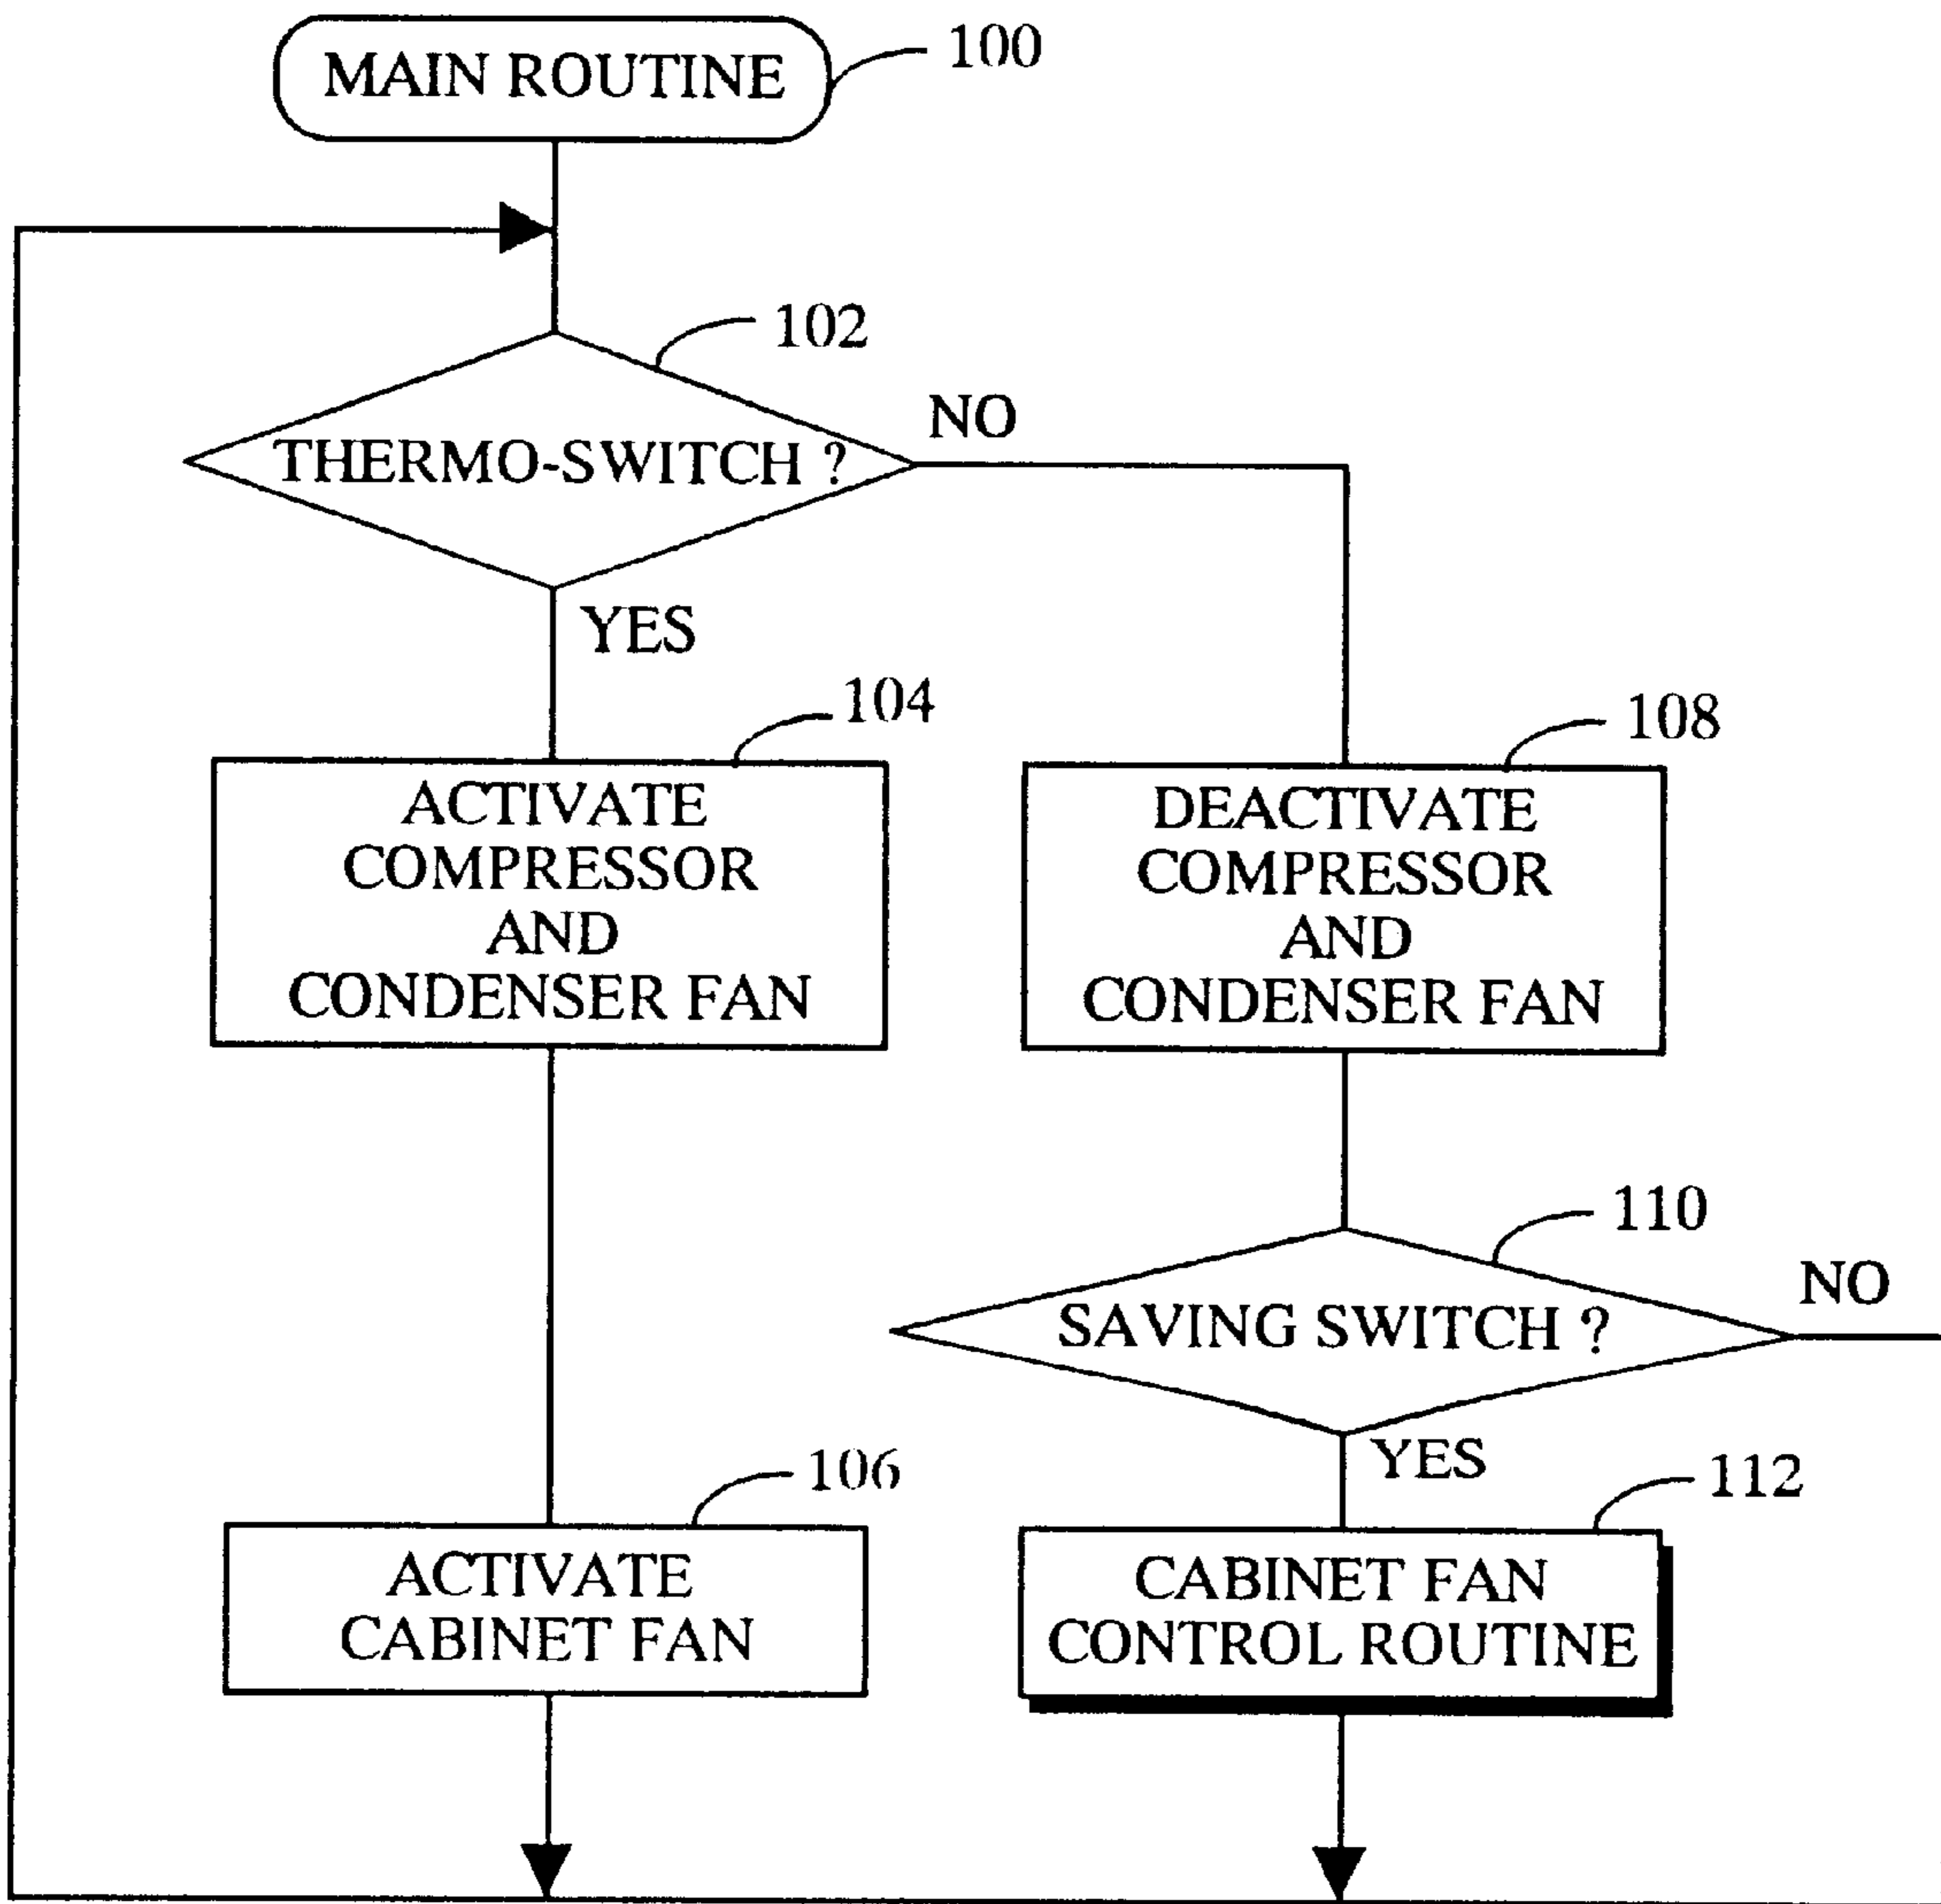 MAIN ROUTINE
100
102
THERMO-SWITCH ?
NO
YES
104
ACTIVATE
COMPRESSOR
AND
CONDENSER FAN
108
DEACTIVATE
COMPRESSOR
AND
CONDENSER FAN
110
SAVING SWITCH ?
NO
YES
106
ACTIVATE
CABINET FAN
112
CABINET FAN
CONTROL ROUTINE